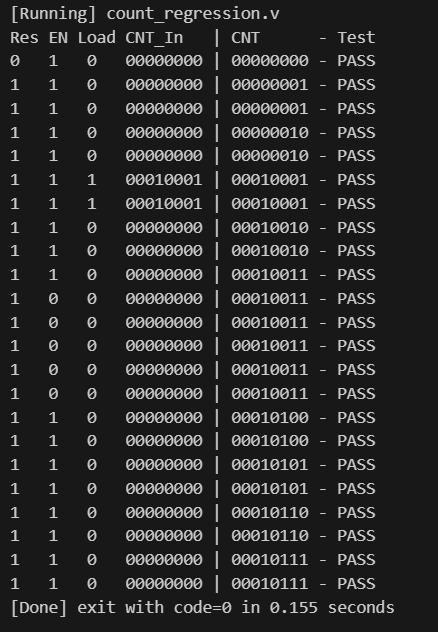 [Running] count_regression.v
Res EN Load CNT_In   | CNT      - Test
0   1   0   00000000 | 00000000 - PASS
1   1   0   00000000 | 00000001 - PASS
1   1   0   00000000 | 00000001 - PASS
1   1   0   00000000 | 00000010 - PASS
1   1   0   00000000 | 00000010 - PASS
1   1   1   00010001 | 00010001 - PASS
1   1   1   00010001 | 00010001 - PASS
1   1   0   00000000 | 00010010 - PASS
1   1   0   00000000 | 00010010 - PASS
1   1   0   00000000 | 00010011 - PASS
1   0   0   00000000 | 00010011 - PASS
1   0   0   00000000 | 00010011 - PASS
1   0   0   00000000 | 00010011 - PASS
1   0   0   00000000 | 00010011 - PASS
1   0   0   00000000 | 00010011 - PASS
1   1   0   00000000 | 00010100 - PASS
1   1   0   00000000 | 00010100 - PASS
1   1   0   00000000 | 00010101 - PASS
1   1   0   00000000 | 00010101 - PASS
1   1   0   00000000 | 00010110 - PASS
1   1   0   00000000 | 00010110 - PASS
1   1   0   00000000 | 00010111 - PASS
1   1   0   00000000 | 00010111 - PASS
[Done] exit with code=0 in 0.155 seconds